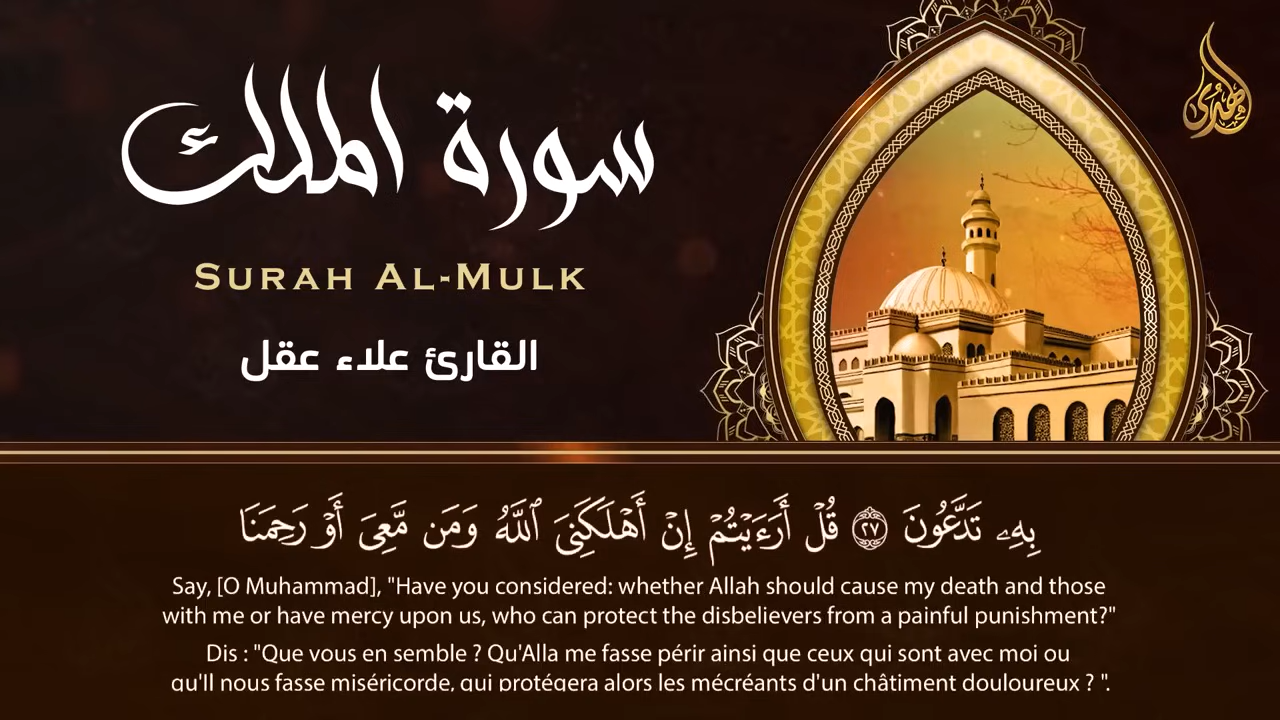 سورة الملك
الهدى
SURAH AL-MULK
القارئ علاء عقل
بِهِۦ تَدَّعُونَ ٢٧ قُلْ أَرَءَيْتُمْ إِنْ أَهْلَكَنِىَ ٱللَّهُ وَمَن مَّعِىَ أَوْ رَحِمَنَا
Say, [O Muhammad], "Have you considered: whether Allah should cause my death and those
with me or have mercy upon us, who can protect the disbelievers from a painful punishment?"
Dis : "Que vous en semble ? Qu'Alla me fasse périr ainsi que ceux qui sont avec moi ou
qu'Il nous fasse miséricorde, qui protégera alors les mécréants d'un châtiment douloureux ? ".